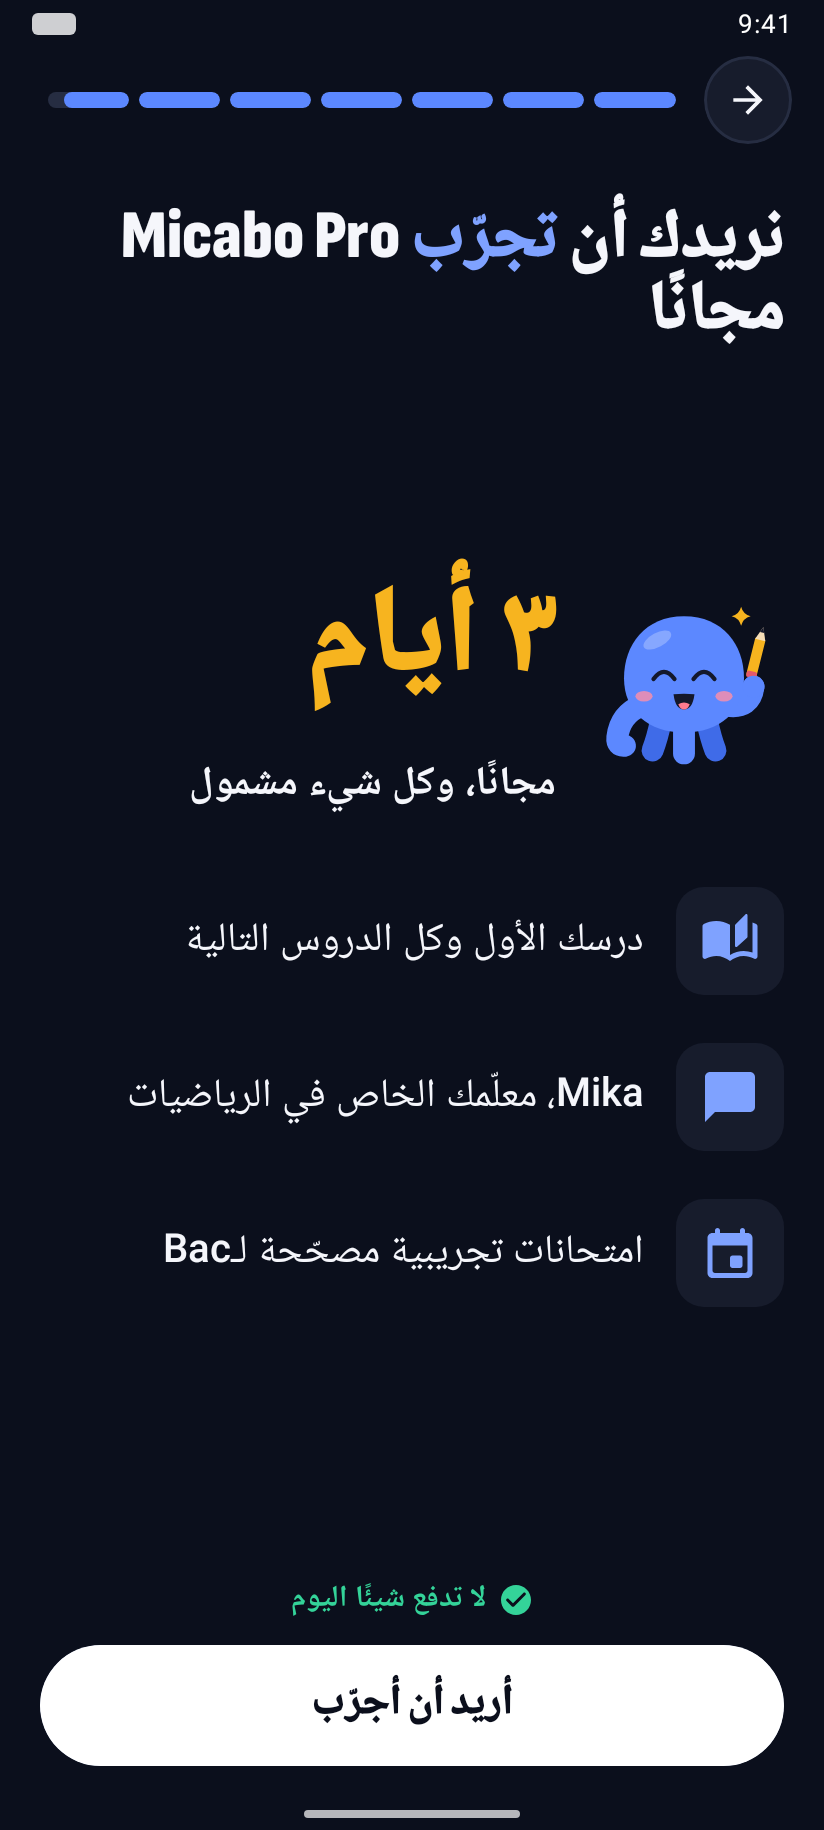 9:41
نريدك أن تجرّب Micabo Pro
مجانًا
٣ أيام
مجانًا، وكل شيء مشمول
درسك الأول وكل الدروس التالية
Mika، معلّمك الخاص في الرياضيات
امتحانات تجريبية مصحّحة لـBac
لا تدفع شيئًا اليوم
أريد أن أجرّب